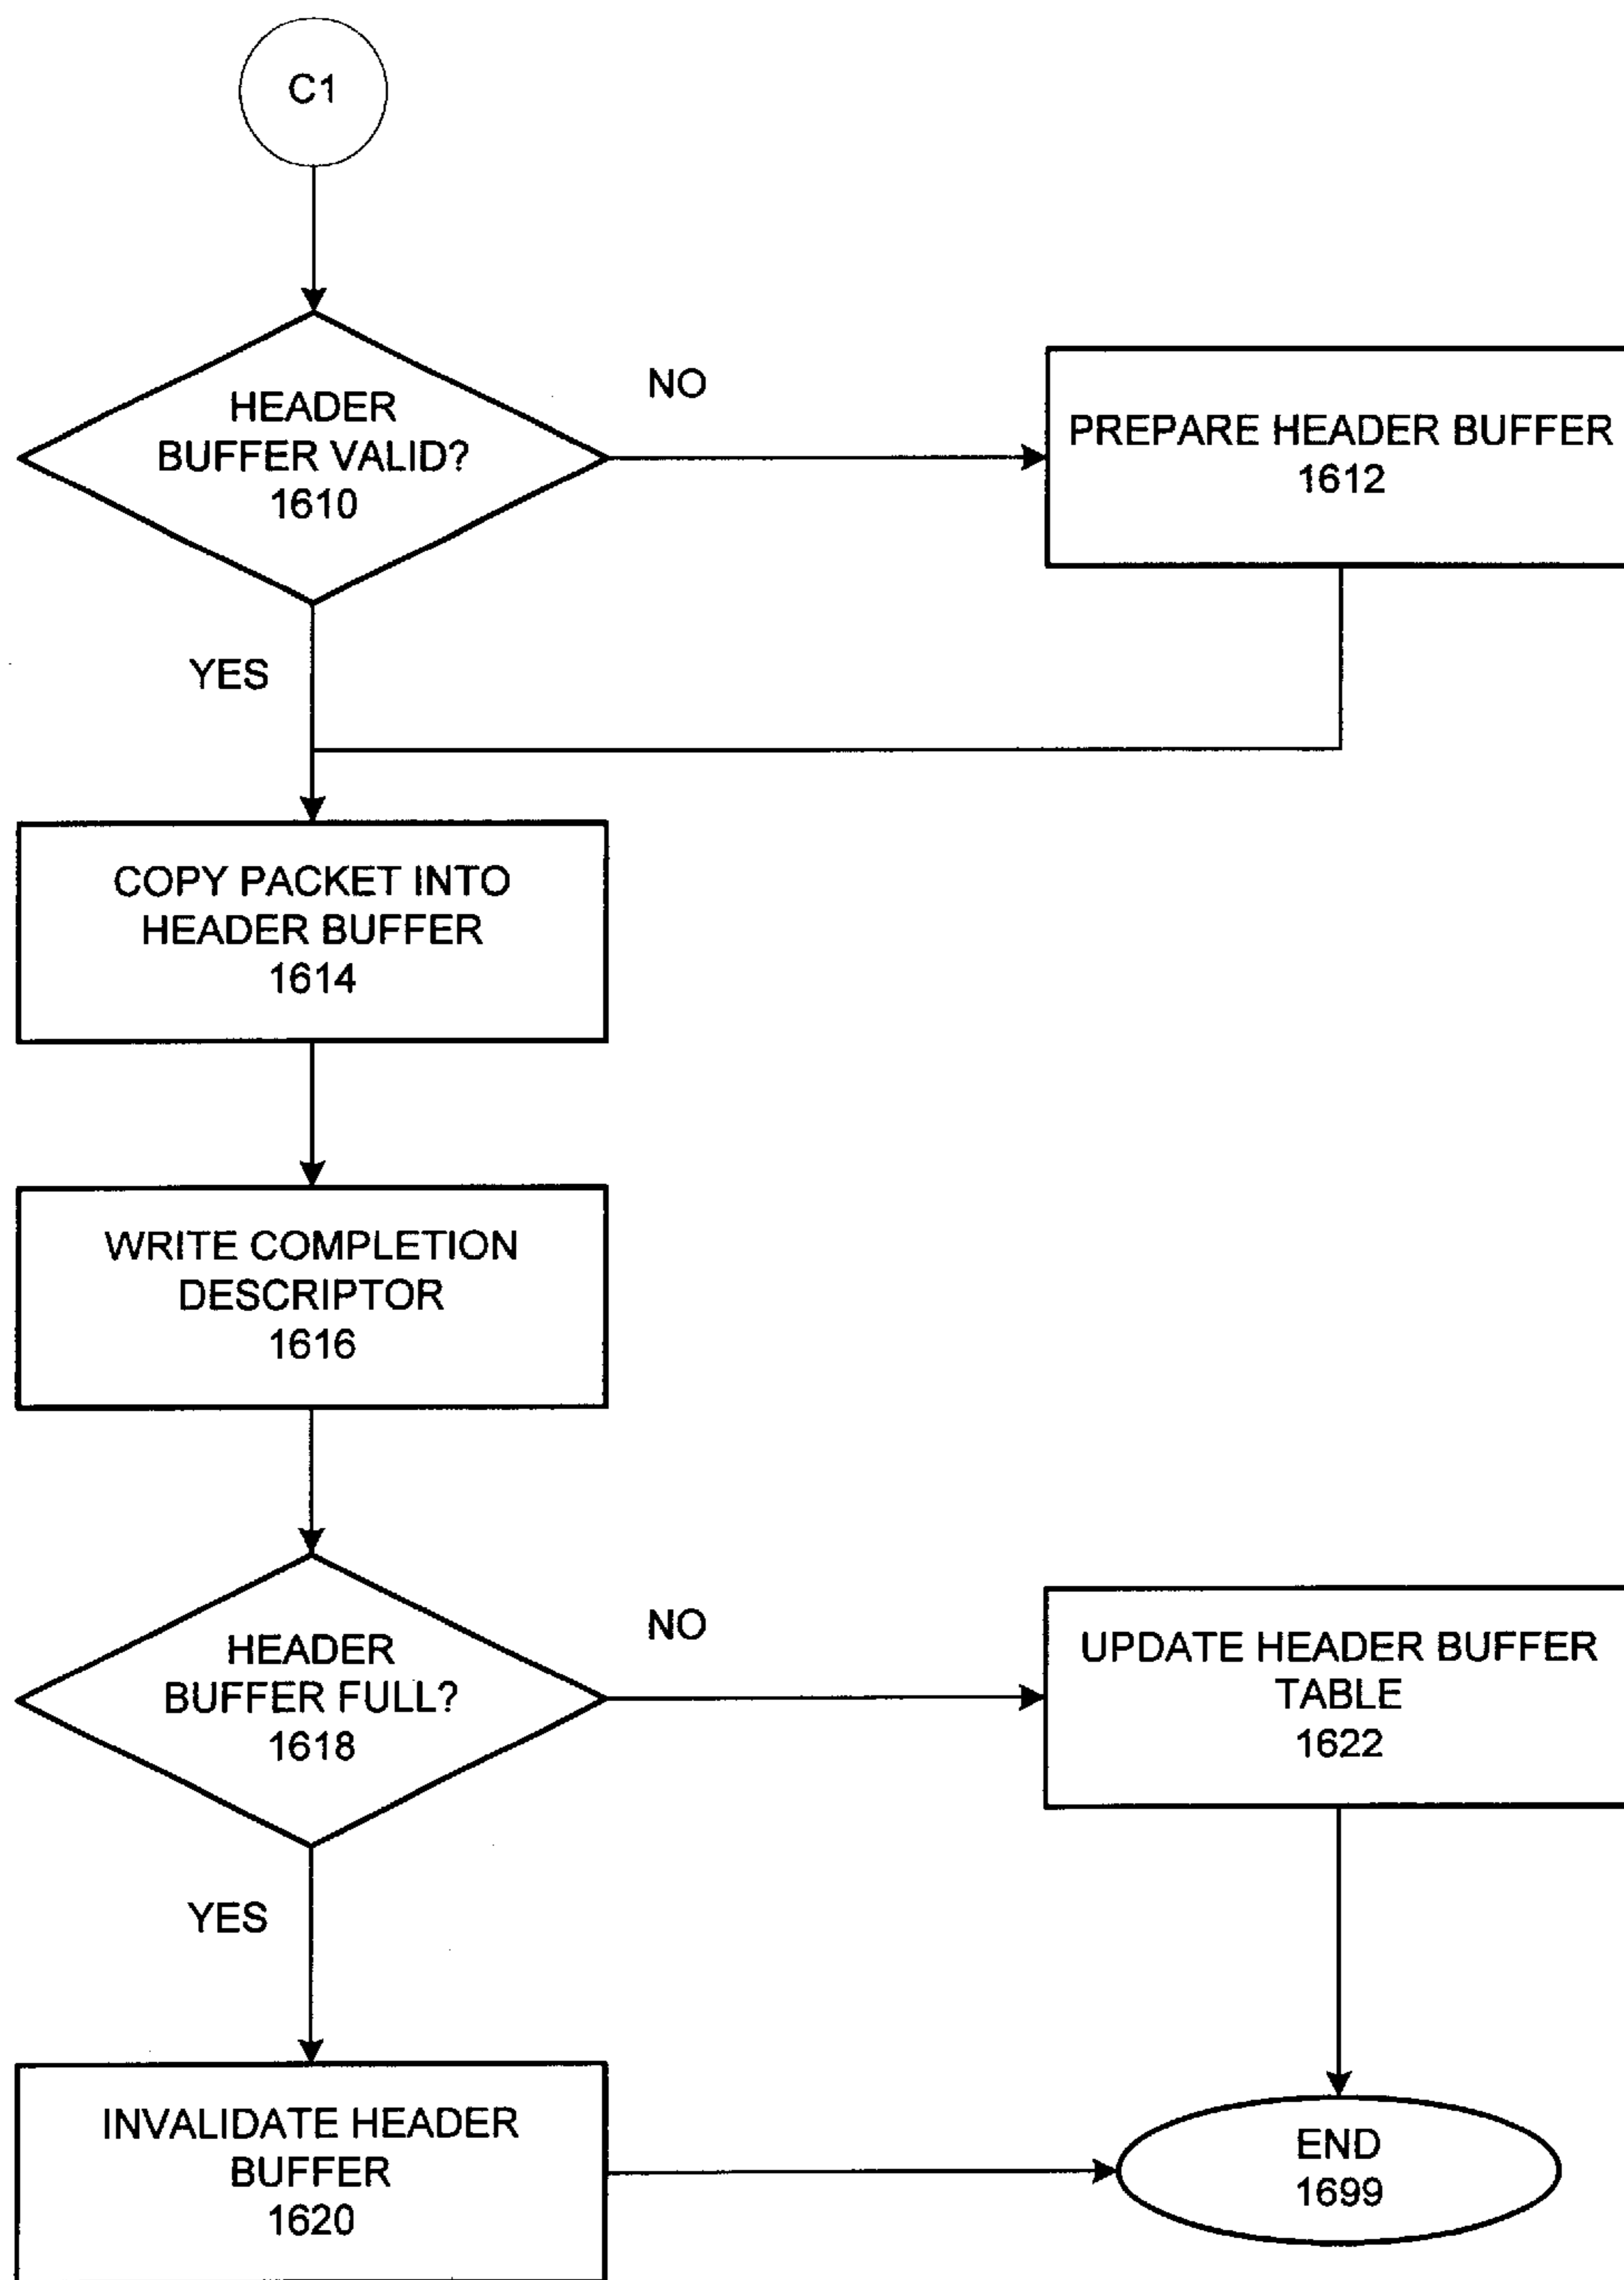 C1
HEADER
BUFFER VALID?
1610
NO
PREPARE HEADER BUFFER
1612
YES
COPY PACKET INTO
HEADER BUFFER
1614
WRITE COMPLETION
DESCRIPTOR
1616
HEADER
BUFFER FULL?
1618
NO
UPDATE HEADER BUFFER
TABLE
1622
YES
INVALIDATE HEADER
BUFFER
1620
END
1699